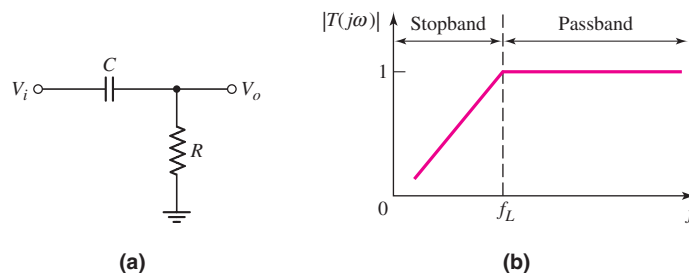 C
V_i
V_o
R
(a)
|T(jω)|
Stopband
Passband
1
0
f_L
(b)